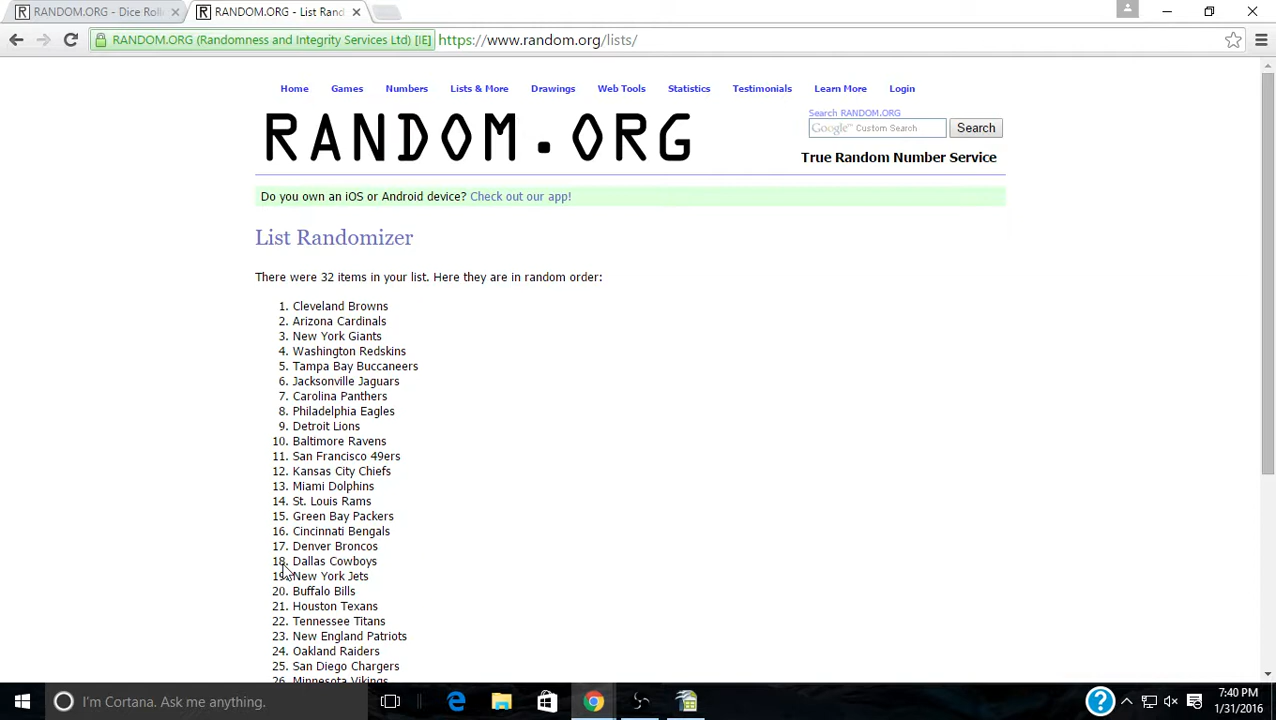 RANDOM.ORG - Dice Roll
RANDOM.ORG - List Rand
RANDOM.ORG (Randomness and Integrity Services Ltd) [IE] https://www.random.org/lists/
Home Games Numbers Lists & More Drawings Web Tools Statistics Testimonials Learn More Login
RANDOM.ORG
Search RANDOM.ORG
Google™ Custom Search Search
True Random Number Service
Do you own an iOS or Android device? Check out our app!
List Randomizer
There were 32 items in your list. Here they are in random order:
1. Cleveland Browns
2. Arizona Cardinals
3. New York Giants
4. Washington Redskins
5. Tampa Bay Buccaneers
6. Jacksonville Jaguars
7. Carolina Panthers
8. Philadelphia Eagles
9. Detroit Lions
10. Baltimore Ravens
11. San Francisco 49ers
12. Kansas City Chiefs
13. Miami Dolphins
14. St. Louis Rams
15. Green Bay Packers
16. Cincinnati Bengals
17. Denver Broncos
18. Dallas Cowboys
19. New York Jets
20. Buffalo Bills
21. Houston Texans
22. Tennessee Titans
23. New England Patriots
24. Oakland Raiders
25. San Diego Chargers
26. Minnesota Vikings
I'm Cortana. Ask me anything.
7:40 PM
1/31/2016